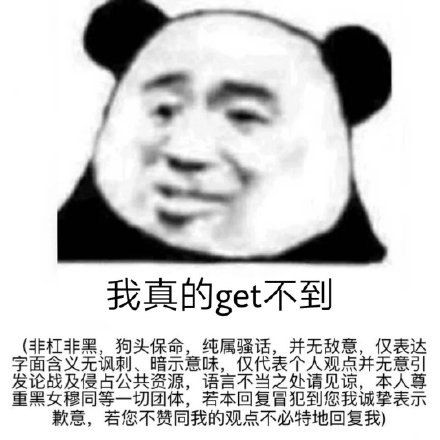 我真的get不到
（非杠非黑，狗头保命，纯属骚话，并无敌意，仅表达
字面含义无讽刺、暗示意味，仅代表个人观点并无意引
发论战及侵占公共资源，语言不当之处请见谅，本人尊
重黑女穆同等一切团体，若本回复冒犯到您我诚挚表示
歉意，若您不赞同我的观点不必特地回复我)